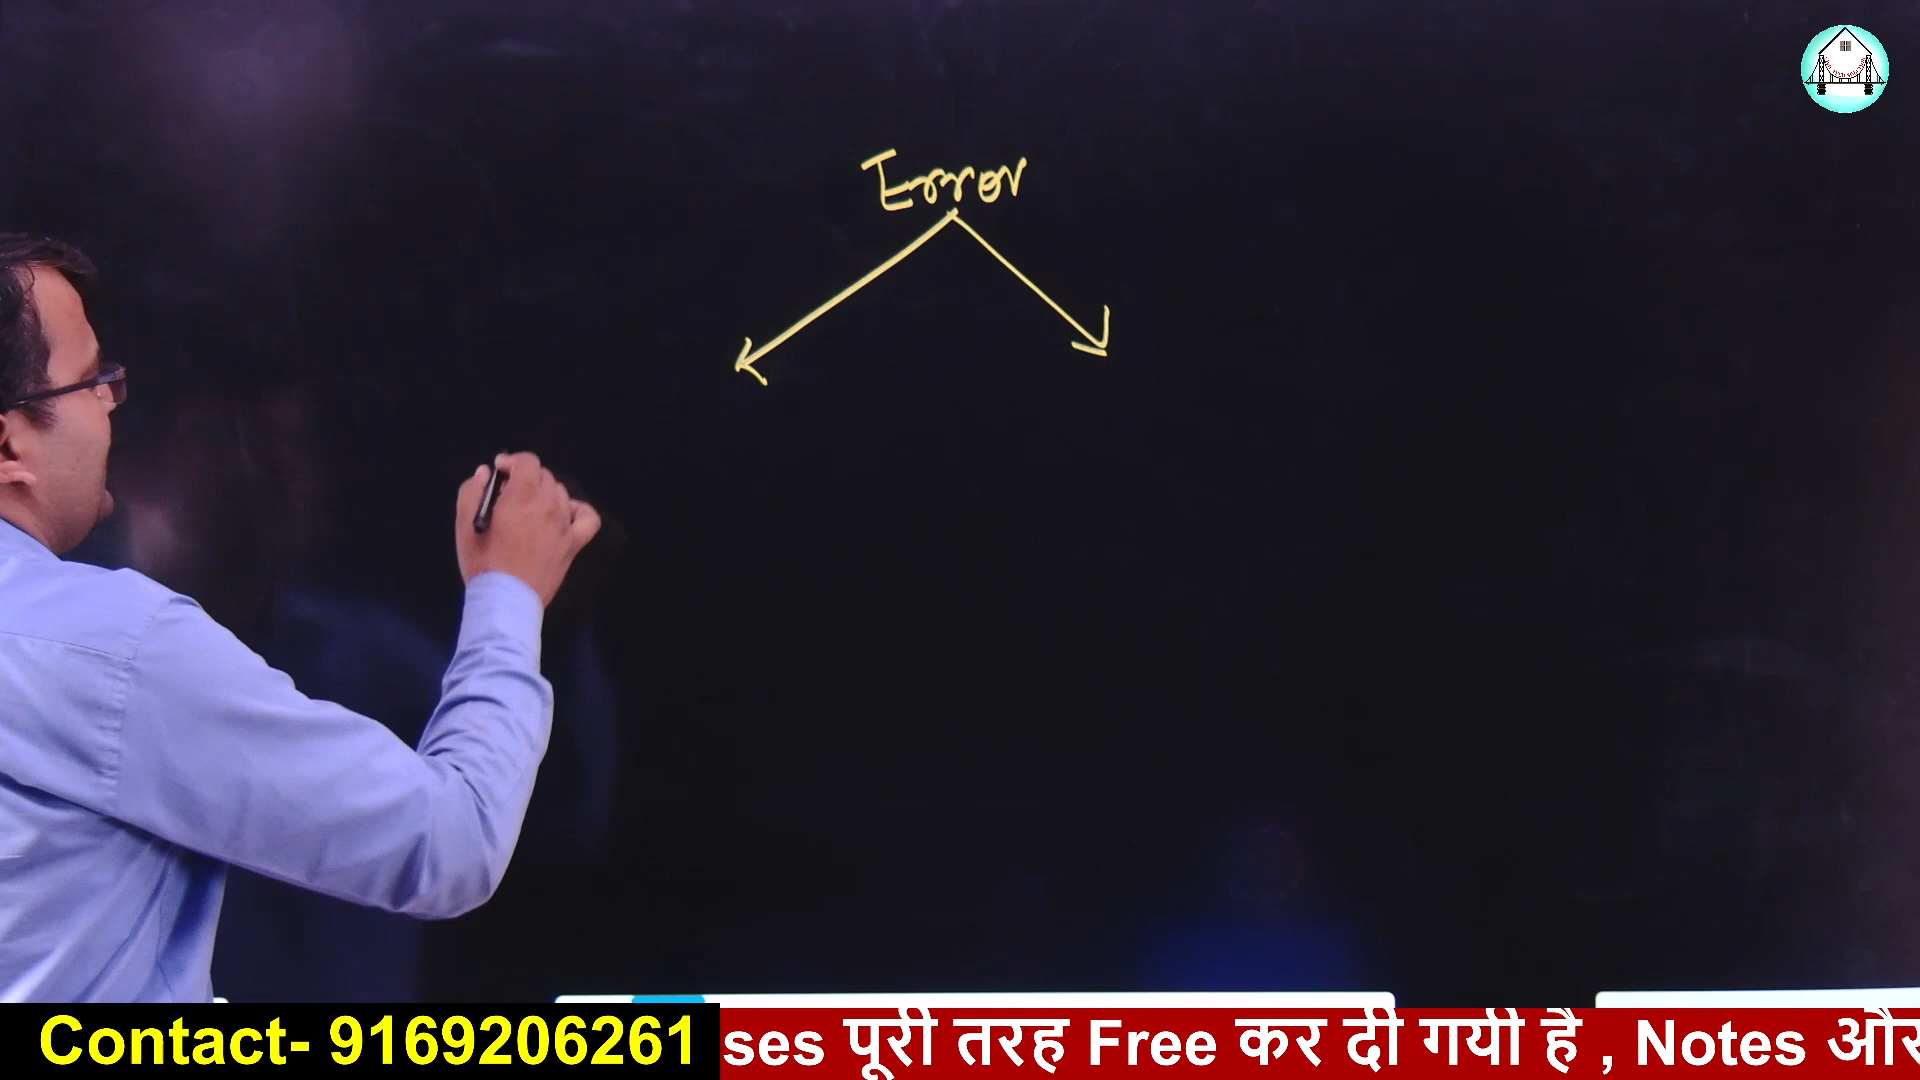 Error
Contact- 9169206261
ses पूरी तरह Free कर दी गयी है , Notes और